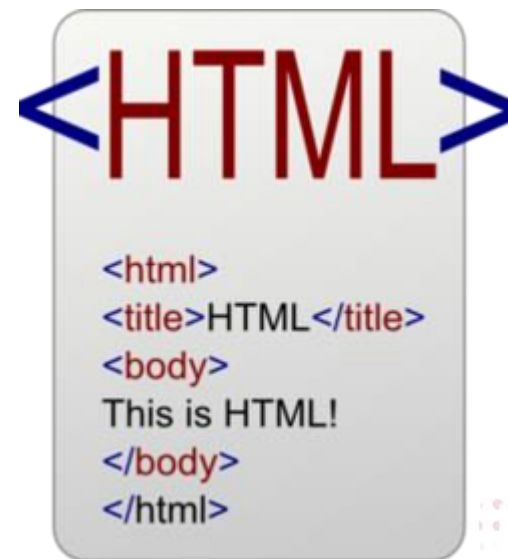 <HTML>
<html>
<title>HTML</title>
<body>
This is HTML!
</body>
</html>